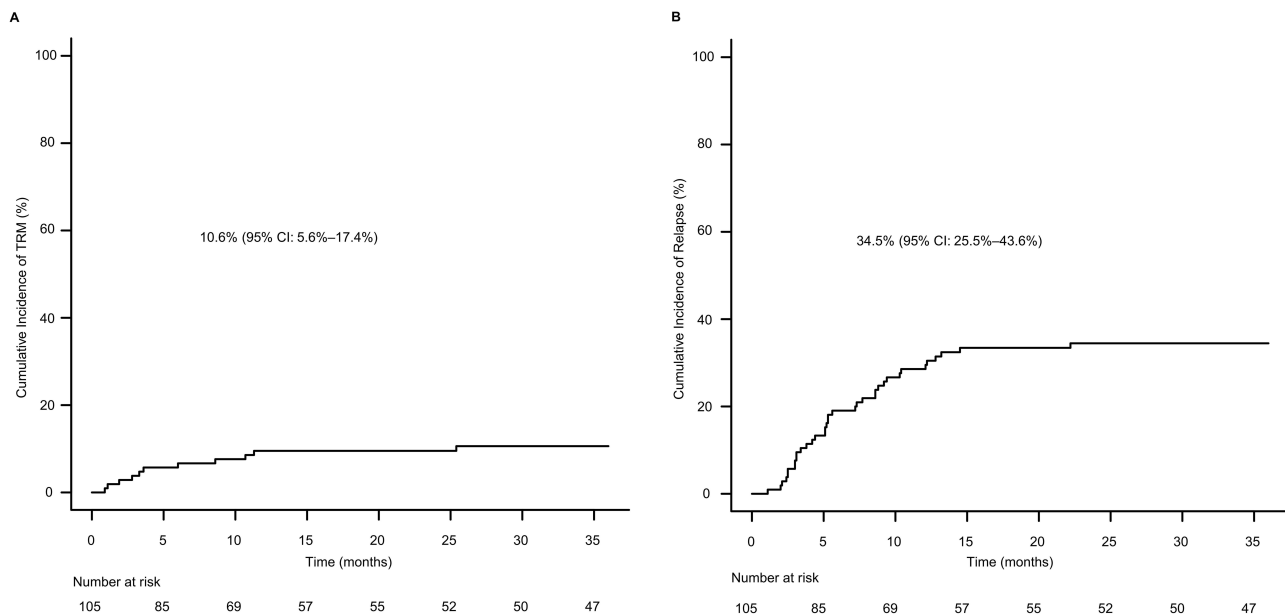 A
Cumulative Incidence of TRM (%)
100
80
60
40
20
0
10.6% (95% CI: 5.6%–17.4%)
0 5 10 15 20 25 30 35
Time (months)
Number at risk
105 85 69 57 55 52 50 47
B
Cumulative Incidence of Relapse (%)
100
80
60
40
20
0
34.5% (95% CI: 25.5%–43.6%)
0 5 10 15 20 25 30 35
Time (months)
Number at risk
105 85 69 57 55 52 50 47